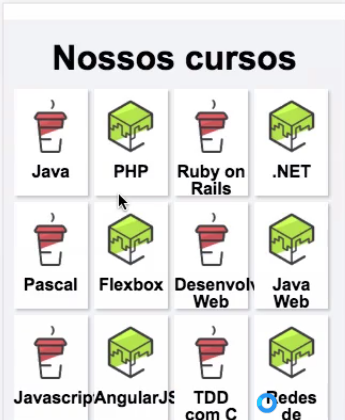 Nossos cursos
Java
PHP
Ruby on
Rails
.NET
Pascal
Flexbox
Desenvolv
Web
Java
Web
Javascrip
AngularJS
TDD
com C
Redes
de